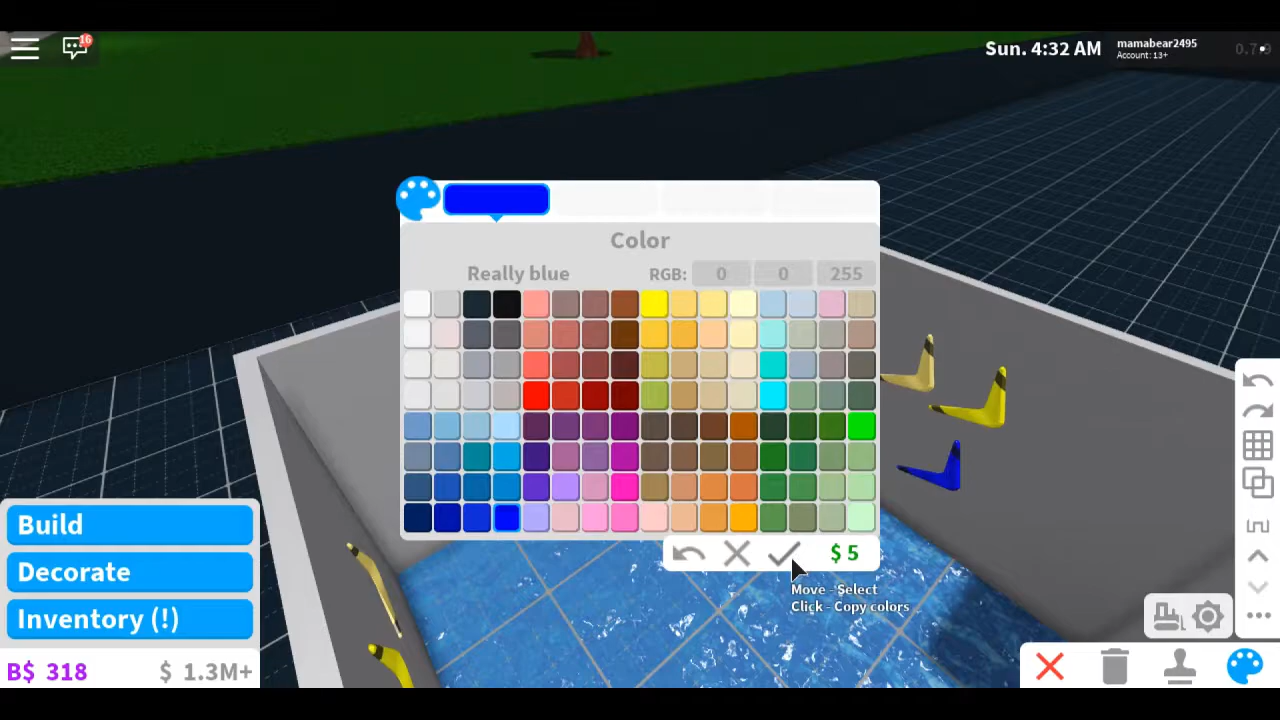 16
Sun. 4:32 AM
mamabear2495
Account: 13+
Color
Really blue
RGB: 0 0 255
Build
Decorate
Inventory (!)
$ 5
Move - Select
Click - Copy colors
B$ 318
$ 1.3M+